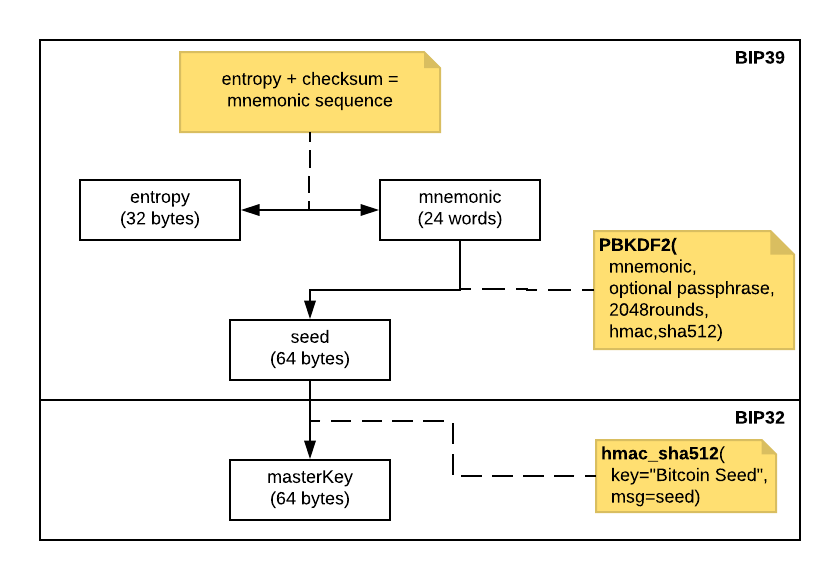 BIP39
entropy + checksum =
mnemonic sequence
entropy
(32 bytes)
mnemonic
(24 words)
PBKDF2(
mnemonic,
optional passphrase,
2048rounds,
hmac,sha512)
seed
(64 bytes)
BIP32
hmac_sha512(
key="Bitcoin Seed",
msg=seed)
masterKey
(64 bytes)